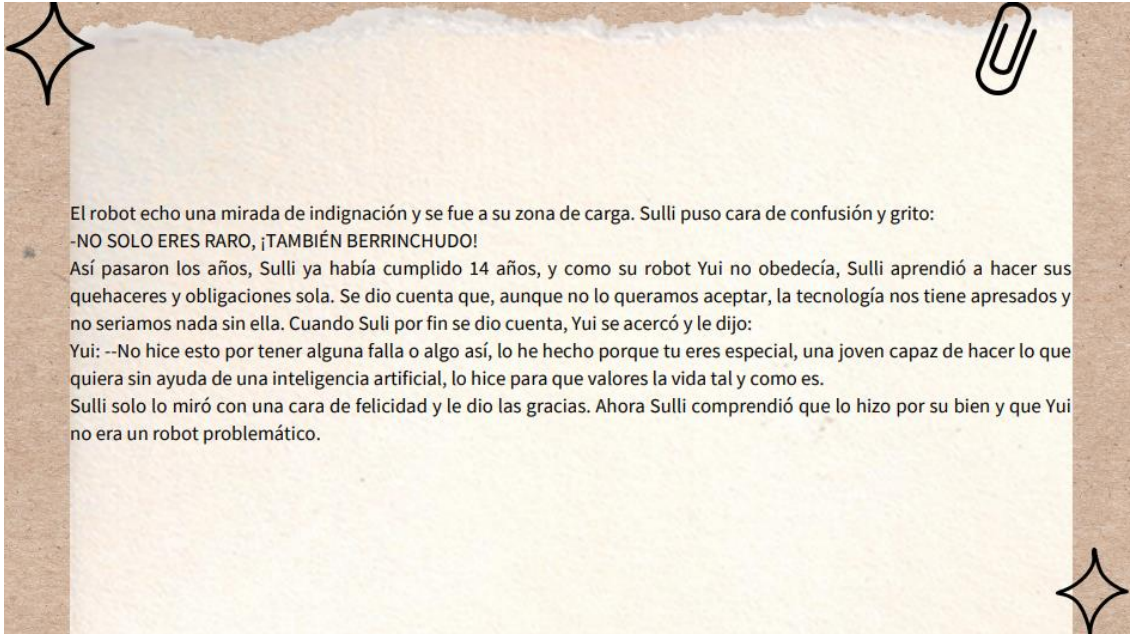 El robot echo una mirada de indignación y se fue a su zona de carga. Sulli puso cara de confusión y grito:
-NO SOLO ERES RARO, ¡TAMBIÉN BERRINCHUDO!
Así pasaron los años, Sulli ya había cumplido 14 años, y como su robot Yui no obedecía, Sulli aprendió a hacer sus
quehaceres y obligaciones sola. Se dio cuenta que, aunque no lo queramos aceptar, la tecnología nos tiene apresados y
no seriamos nada sin ella. Cuando Suli por fin se dio cuenta, Yui se acercó y le dijo:
Yui: --No hice esto por tener alguna falla o algo así, lo he hecho porque tu eres especial, una joven capaz de hacer lo que
quiera sin ayuda de una inteligencia artificial, lo hice para que valores la vida tal y como es.
Sulli solo lo miró con una cara de felicidad y le dio las gracias. Ahora Sulli comprendió que lo hizo por su bien y que Yui
no era un robot problemático.